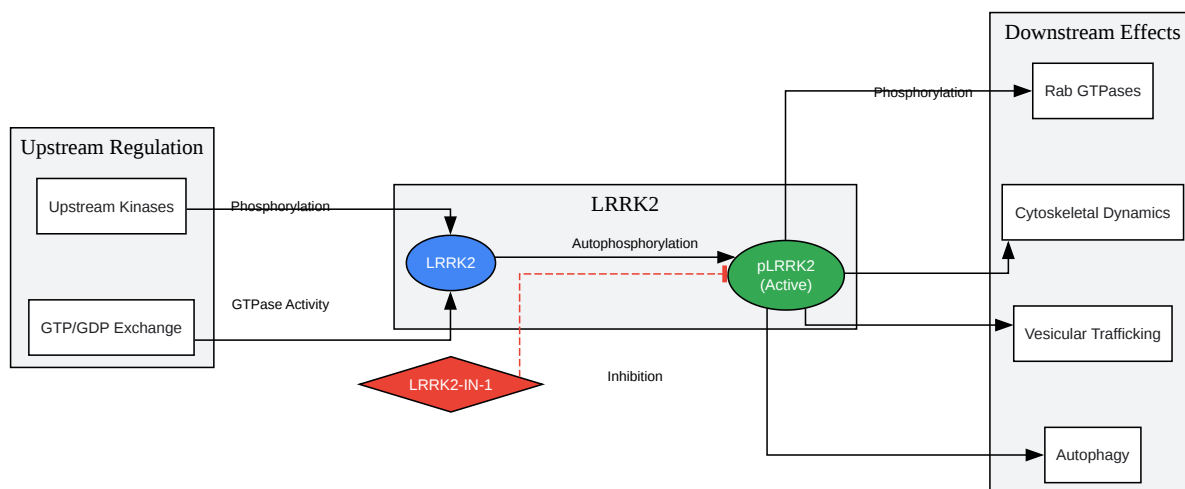 Downstream Effects
Phosphorylation
Rab GTPases
Upstream Regulation
Upstream Kinases
Phosphorylation
LRRK2
Cytoskeletal Dynamics
Autophosphorylation
LRRK2
pLRRK2
(Active)
GTP/GDP Exchange
GTPase Activity
Vesicular Trafficking
LRRK2-IN-1
Inhibition
Autophagy